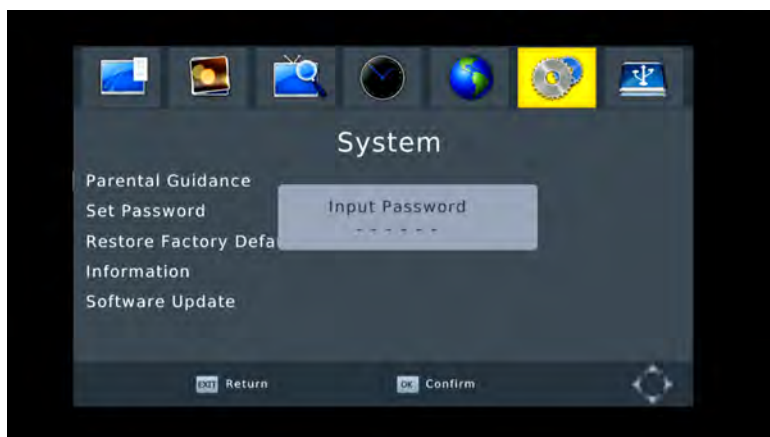 System
Parental Guidance
Set Password
Input Password
- - - - - -
Restore Factory Defa
Information
Software Update
EXIT Return
OK Confirm